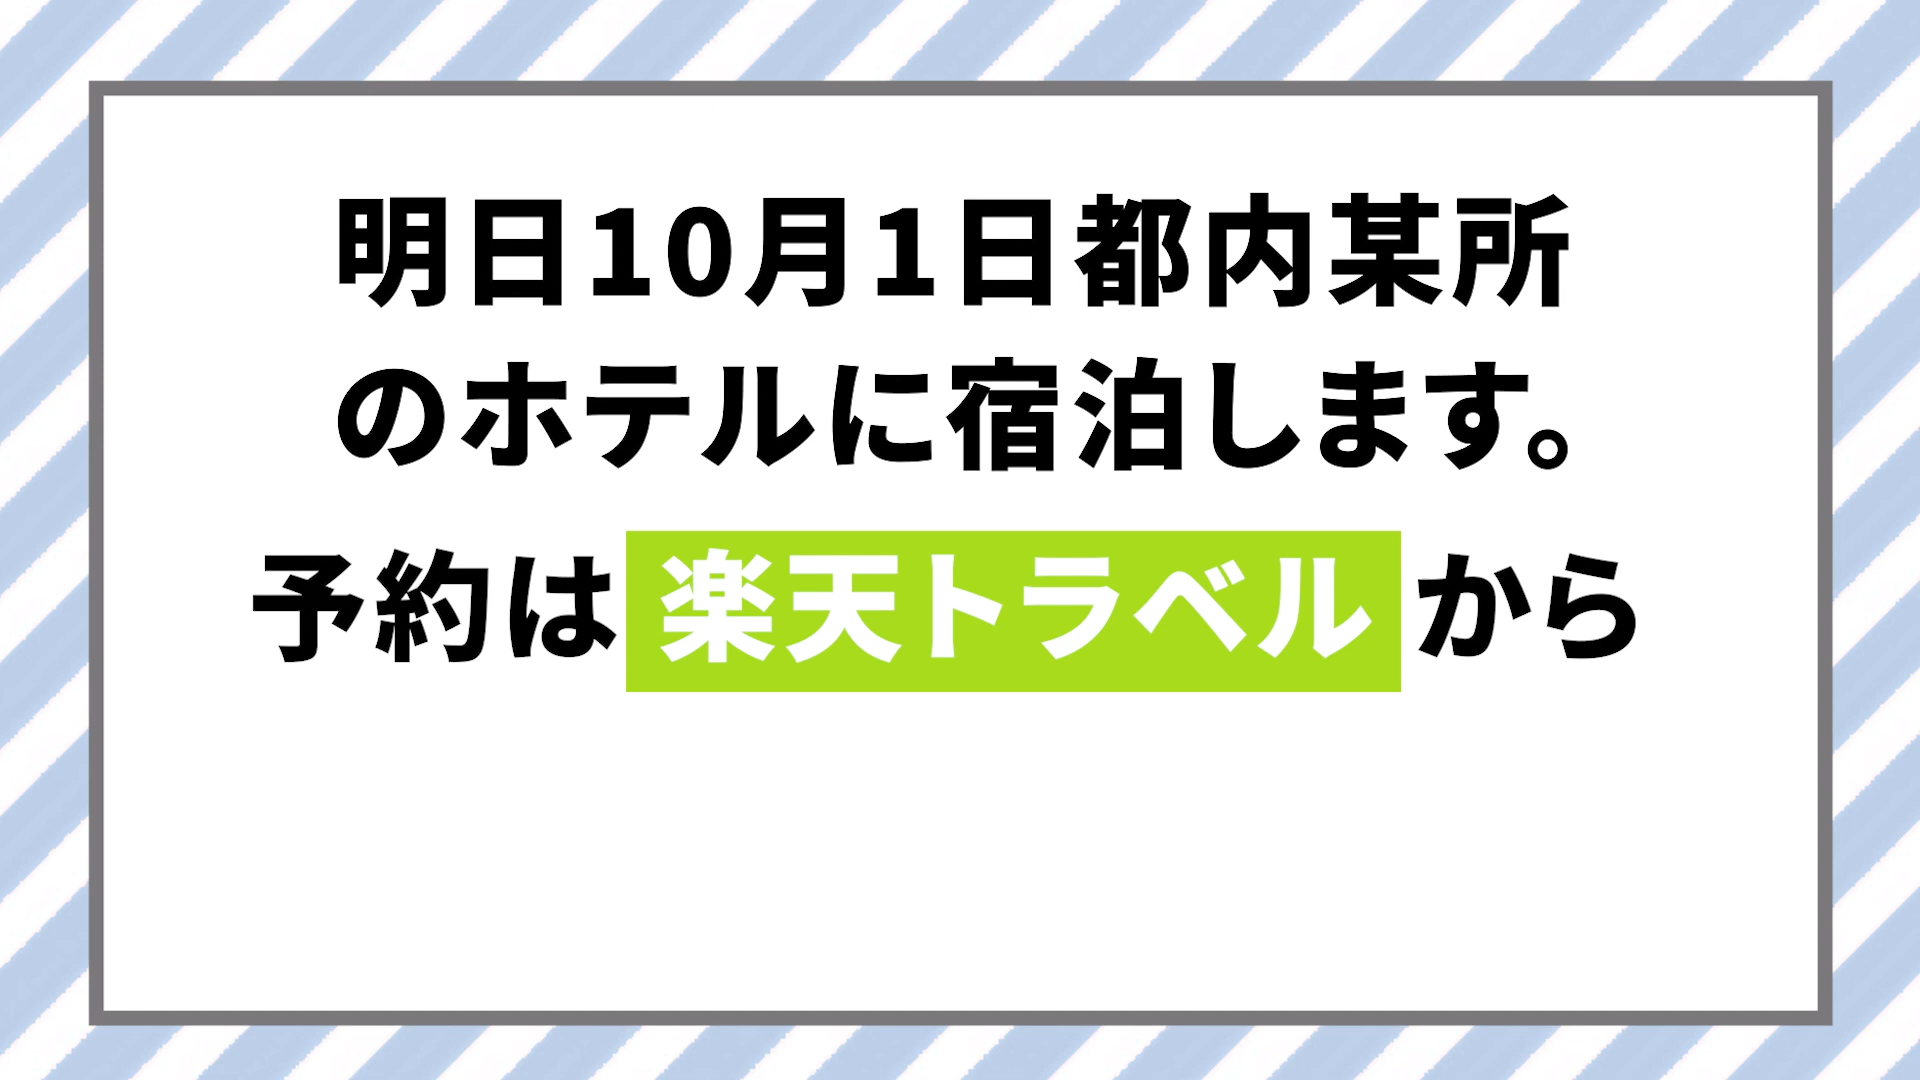 明日10月1日都内某所
のホテルに宿泊します。
予約は楽天トラベルから